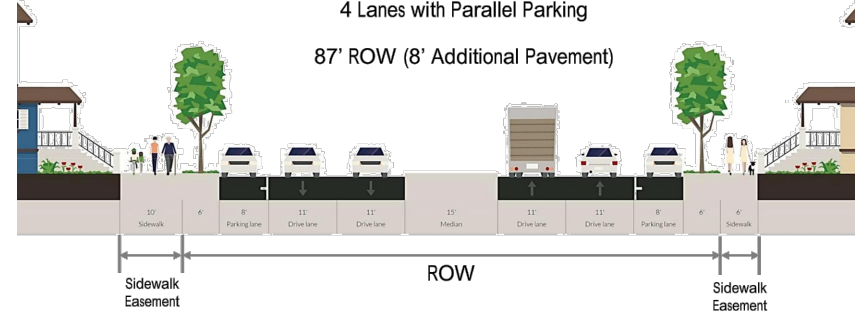 4 Lanes with Parallel Parking
87' ROW (8' Additional Pavement)
10' 6' 8' 11' 11' 15' 11' 11' 8' 6' 6'
Sidewalk Parking lane Drive lane Drive lane Median Drive lane Drive lane Parking lane Sidewalk
ROW
Sidewalk
Easement
Sidewalk
Easement